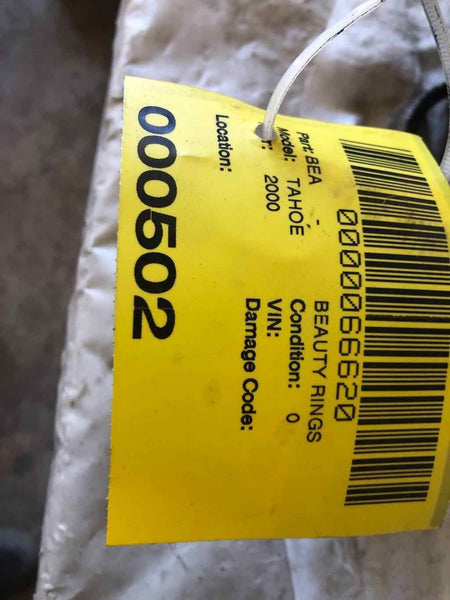 0000066620
Part: BEA - BEAUTY RINGS
Model: TAHOE Condition: 0
2000 VIN:
Location: Damage Code:
000502